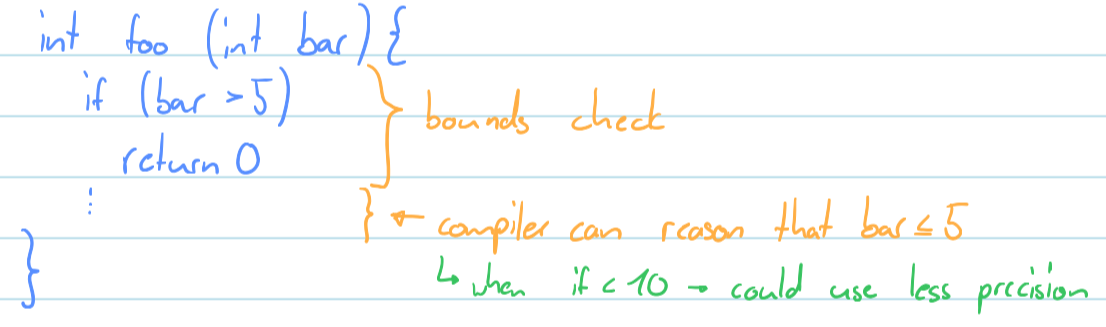 int foo (int bar) {
if (bar > 5) } bounds check
return 0
⋮ } ← compiler can reason that bar ≤ 5
} ↳ when if < 10 → could use less precision